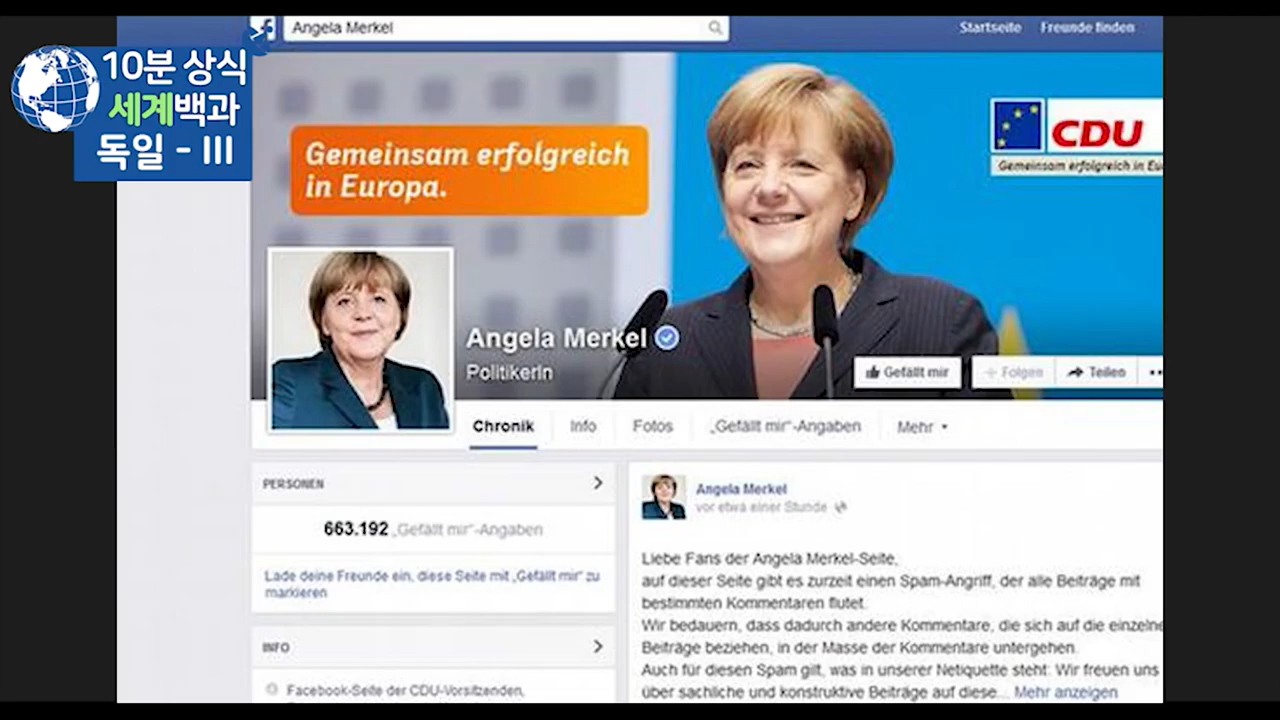 10분 상식
세계백과
독일 - III
Angela Merkel
Startseite Freunde finden
Gemeinsam erfolgreich
in Europa.
CDU
Gemeinsam erfolgreich in Eu
Angela Merkel
PolitikerIn
Gefällt mir
+ Folgen
Teilen
Chronik Info Fotos „Gefällt mir“-Angaben Mehr
PERSONEN
663.192 „Gefällt mir“-Angaben
Lade deine Freunde ein, diese Seite mit „Gefällt mir“ zu
markieren
INFO
Facebook-Seite der CDU-Vorsitzenden,
Angela Merkel
vor etwa einer Stunde
Liebe Fans der Angela Merkel-Seite,
auf dieser Seite gibt es zurzeit einen Spam-Angriff, der alle Beiträge mit
bestimmten Kommentaren flutet.
Wir bedauern, dass dadurch andere Kommentare, die sich auf die einzelne
Beiträge beziehen, in der Masse der Kommentare untergehen.
Auch für diesen Spam gilt, was in unserer Netiquette steht: Wir freuen uns
über sachliche und konstruktive Beiträge auf diese... Mehr anzeigen